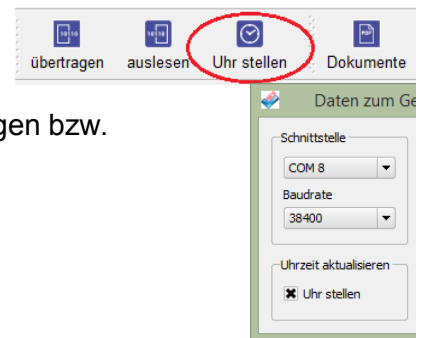 übertragen auslesen Uhr stellen Dokumente
Daten zum Ge
gen bzw.
Schnittstelle
COM 8
Baudrate
38400
Uhrzeit aktualisieren
Uhr stellen